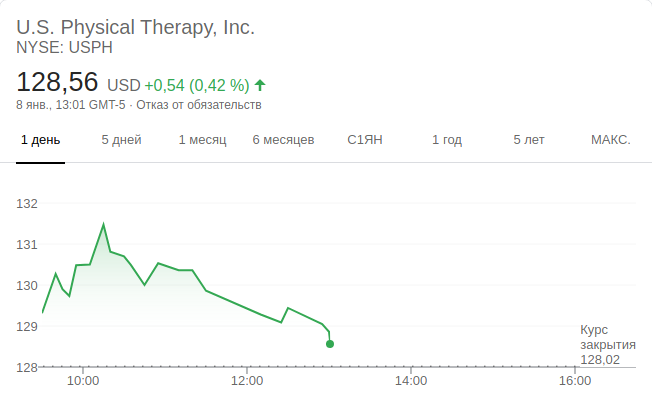 U.S. Physical Therapy, Inc.
NYSE: USPH
128,56 USD +0,54 (0,42 %)
8 янв., 13:01 GMT-5 · Отказ от обязательств
1 день 5 дней 1 месяц 6 месяцев С1ЯН 1 год 5 лет МАКС.
132
131
130
129
Курс
закрытия
128,02
128
10:00 12:00 14:00 16:00